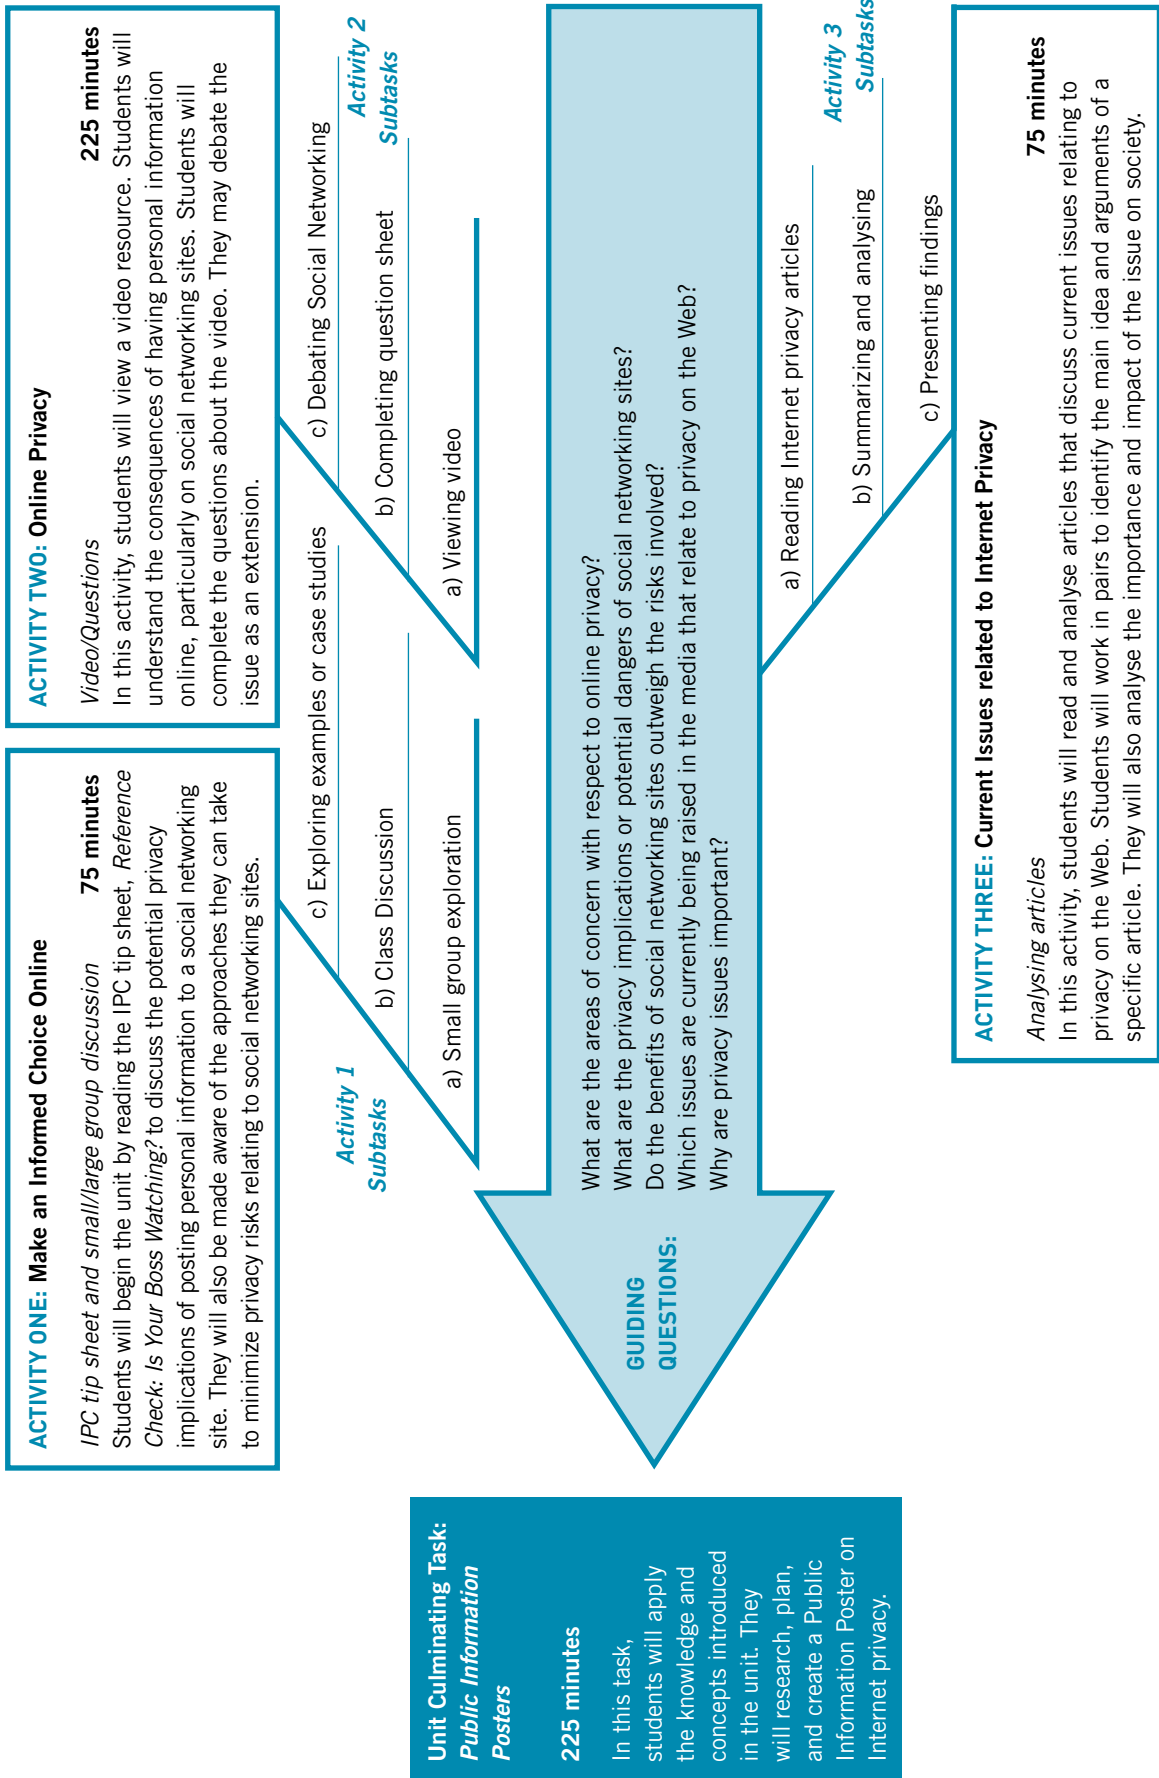 ACTIVITY ONE: Make an Informed Choice Online
IPC tip sheet and small/large group discussion 75 minutes
Students will begin the unit by reading the IPC tip sheet, Reference
Check: Is Your Boss Watching? to discuss the potential privacy
implications of posting personal information to a social networking
site. They will also be made aware of the approaches they can take
to minimize privacy risks relating to social networking sites.
Activity 1
Subtasks
c) Exploring examples or case studies
b) Class Discussion
a) Small group exploration
ACTIVITY TWO: Online Privacy
Video/Questions 225 minutes
In this activity, students will view a video resource. Students will
understand the consequences of having personal information
online, particularly on social networking sites. Students will
complete the questions about the video. They may debate the
issue as an extension.
c) Debating Social Networking
b) Completing question sheet
a) Viewing video
Activity 2
Subtasks
Unit Culminating Task:
Public Information
Posters
225 minutes
In this task,
students will apply
the knowledge and
concepts introduced
in the unit. They
will research, plan,
and create a Public
Information Poster on
Internet privacy.
GUIDING
QUESTIONS:
What are the areas of concern with respect to online privacy?
What are the privacy implications or potential dangers of social networking sites?
Do the benefits of social networking sites outweigh the risks involved?
Which issues are currently being raised in the media that relate to privacy on the Web?
Why are privacy issues important?
Activity 3
Subtasks
a) Reading Internet privacy articles
b) Summarizing and analysing
c) Presenting findings
ACTIVITY THREE: Current Issues related to Internet Privacy
Analysing articles 75 minutes
In this activity, students will read and analyse articles that discuss current issues relating to
privacy on the Web. Students will work in pairs to identify the main idea and arguments of a
specific article. They will also analyse the importance and impact of the issue on society.